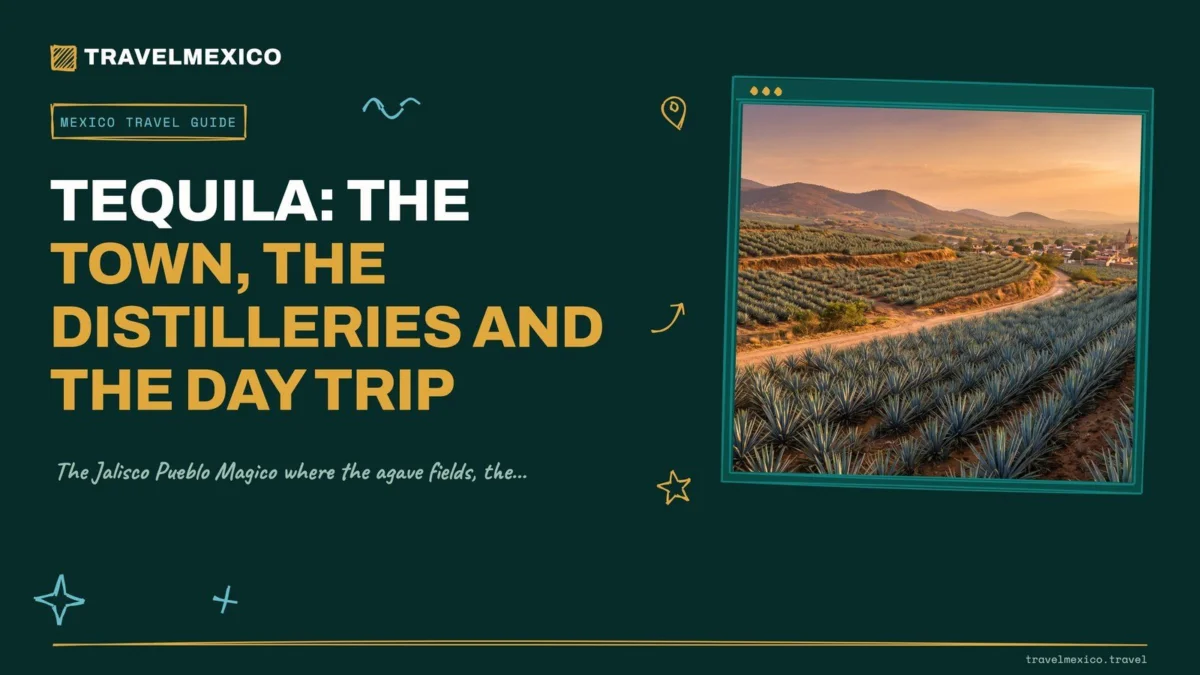 TRAVELMEXICO
MEXICO TRAVEL GUIDE
TEQUILA: THE
TOWN, THE
DISTILLERIES AND
THE DAY TRIP
The Jalisco Pueblo Magico where the agave fields, the...
travelmexico.travel